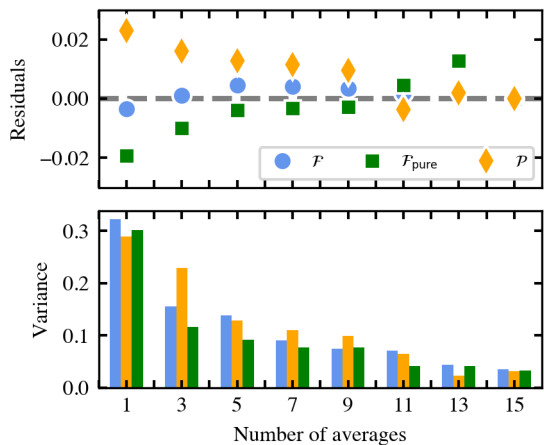 0.02
0.00
−0.02
Residuals
ℱ ℱpure 𝒫
0.3
0.2
0.1
0.0
Variance
1 3 5 7 9 11 13 15
Number of averages